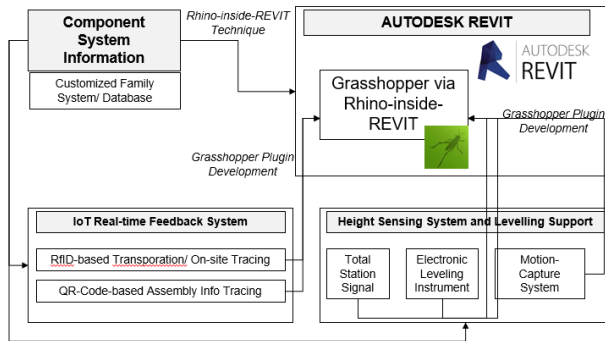 Component
System
Information
Customized Family
System/ Database
Rhino-inside-REVIT
Technique
AUTODESK REVIT
AUTODESK
REVIT
Grasshopper via
Rhino-inside-
REVIT
Grasshopper Plugin
Development
Grasshopper Plugin
Development
IoT Real-time Feedback System
RfID-based Transporation/ On-site Tracing
QR-Code-based Assembly Info Tracing
Height Sensing System and Levelling Support
Total
Station
Signal
Electronic
Leveling
Instrument
Motion-
Capture
System